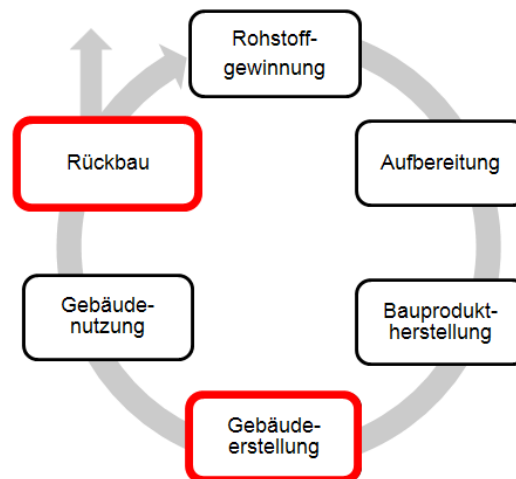 Rohstoff-
gewinnung
Aufbereitung
Bauprodukt-
herstellung
Gebäude-
erstellung
Gebäude-
nutzung
Rückbau